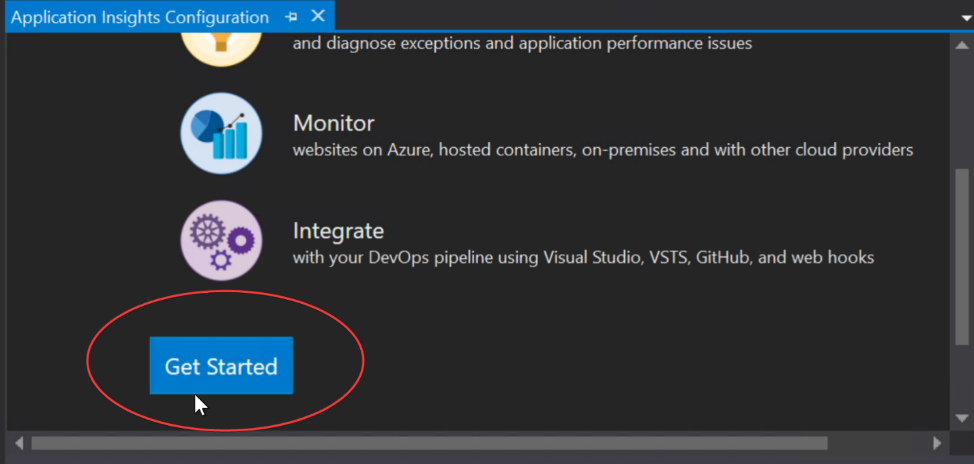 Application Insights Configuration
and diagnose exceptions and application performance issues
Monitor
websites on Azure, hosted containers, on-premises and with other cloud providers
Integrate
with your DevOps pipeline using Visual Studio, VSTS, GitHub, and web hooks
Get Started